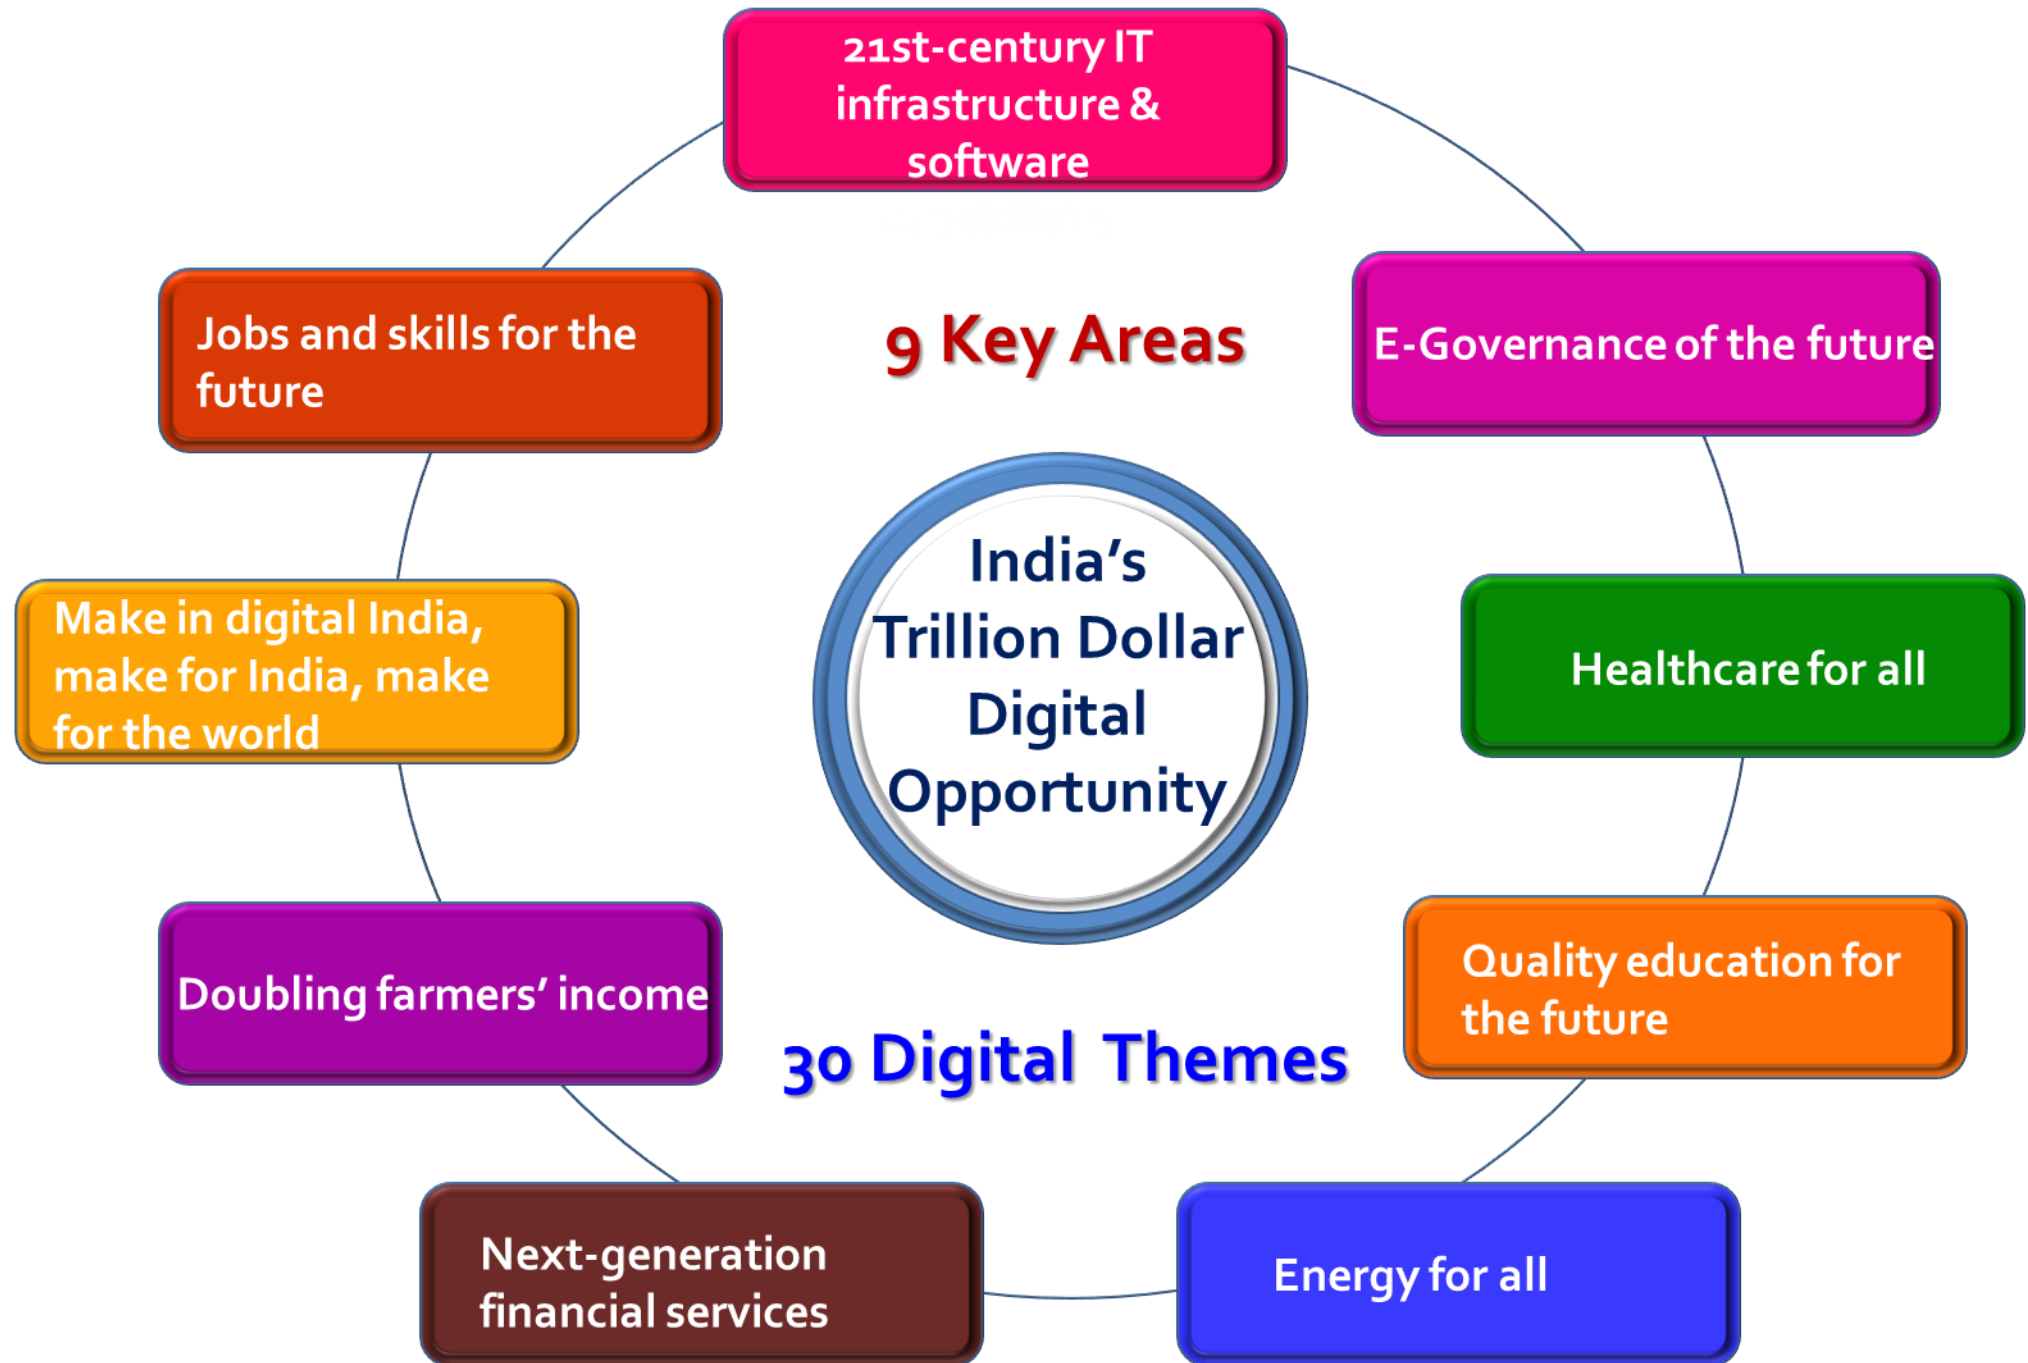 21st-century IT
infrastructure &
software
Jobs and skills for the
future
9 Key Areas
E-Governance of the future
India’s
Trillion Dollar
Digital
Opportunity
Make in digital India,
make for India, make
for the world
Healthcare for all
Doubling farmers’ income
Quality education for
the future
30 Digital Themes
Next-generation
financial services
Energy for all